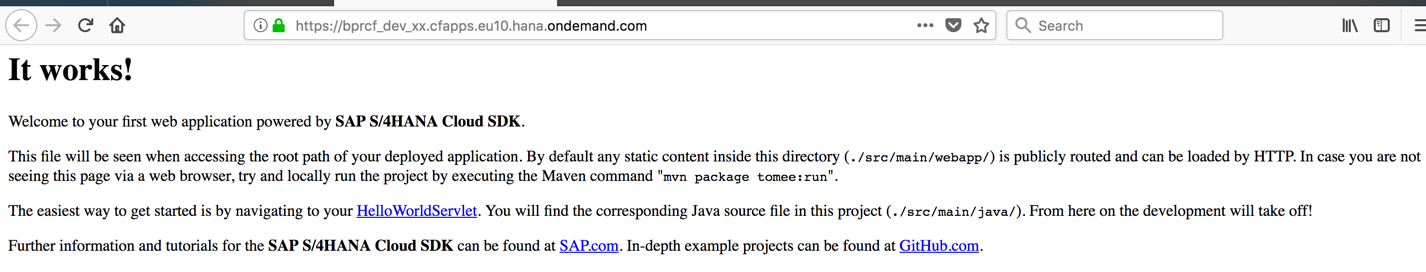 https://bprcf_dev_xx.cfapps.eu10.hana.ondemand.com
Search
It works!
Welcome to your first web application powered by SAP S/4HANA Cloud SDK.
This file will be seen when accessing the root path of your deployed application. By default any static content inside this directory (./src/main/webapp/) is publicly routed and can be loaded by HTTP. In case you are not
seeing this page via a web browser, try and locally run the project by executing the Maven command "mvn package tomee:run".
The easiest way to get started is by navigating to your HelloWorldServlet. You will find the corresponding Java source file in this project (./src/main/java/). From here on the development will take off!
Further information and tutorials for the SAP S/4HANA Cloud SDK can be found at SAP.com. In-depth example projects can be found at GitHub.com.